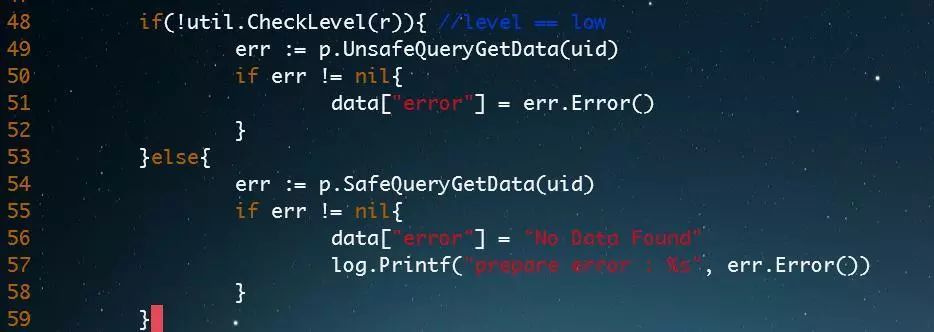 48 if(!util.CheckLevel(r)){ //level == low
49 err := p.UnsafeQueryGetData(uid)
50 if err != nil{
51 data["error"] = err.Error()
52 }
53 }else{
54 err := p.SafeQueryGetData(uid)
55 if err != nil{
56 data["error"] = "No Data Found"
57 log.Printf("prepare error : %s", err.Error())
58 }
59 }